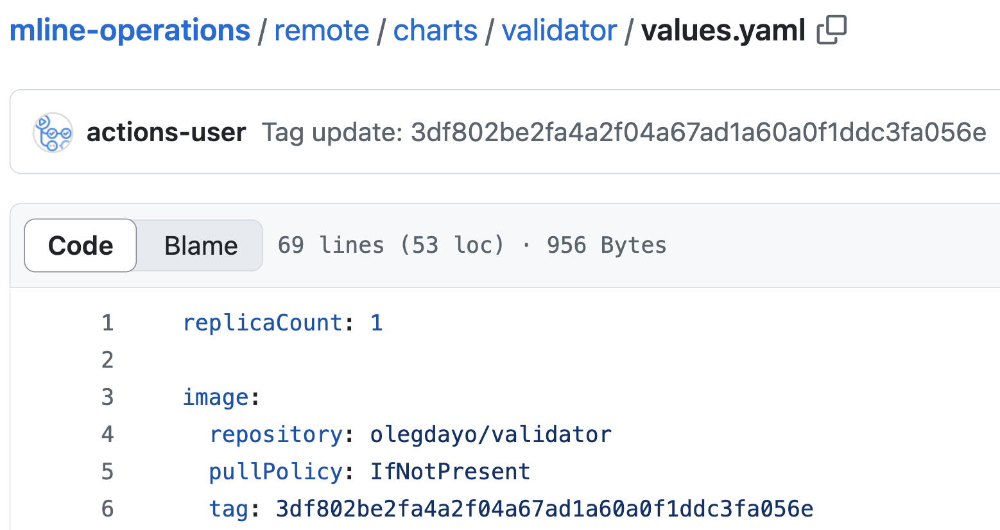 mline-operations / remote / charts / validator / values.yaml
actions-user Tag update: 3df802be2fa4a2f04a67ad1a60a0f1ddc3fa056e
Code Blame 69 lines (53 loc) · 956 Bytes
1 replicaCount: 1
2
3 image:
4 repository: olegdayo/validator
5 pullPolicy: IfNotPresent
6 tag: 3df802be2fa4a2f04a67ad1a60a0f1ddc3fa056e